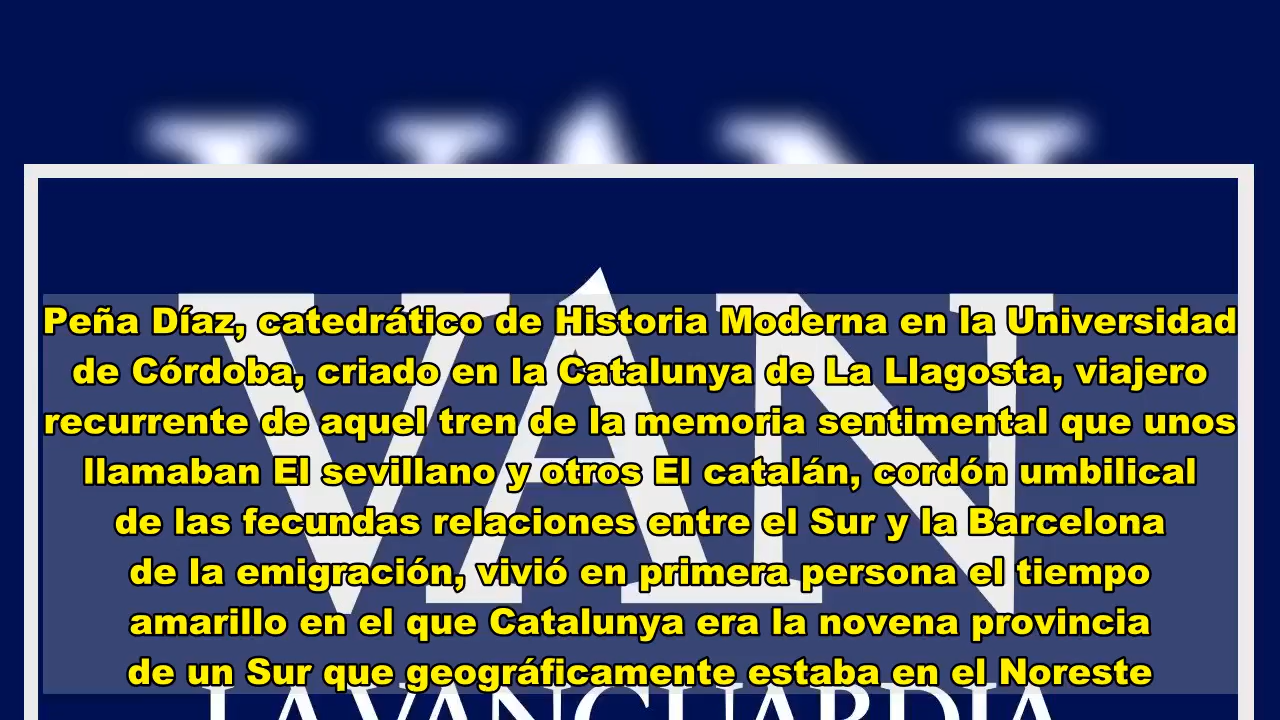 VAN
Peña Díaz, catedrático de Historia Moderna en la Universidad
de Córdoba, criado en la Catalunya de La Llagosta, viajero
recurrente de aquel tren de la memoria sentimental que unos
llamaban El sevillano y otros El catalán, cordón umbilical
de las fecundas relaciones entre el Sur y la Barcelona
de la emigración, vivió en primera persona el tiempo
amarillo en el que Catalunya era la novena provincia
de un Sur que geográficamente estaba en el Noreste
LA VANGUARDIA